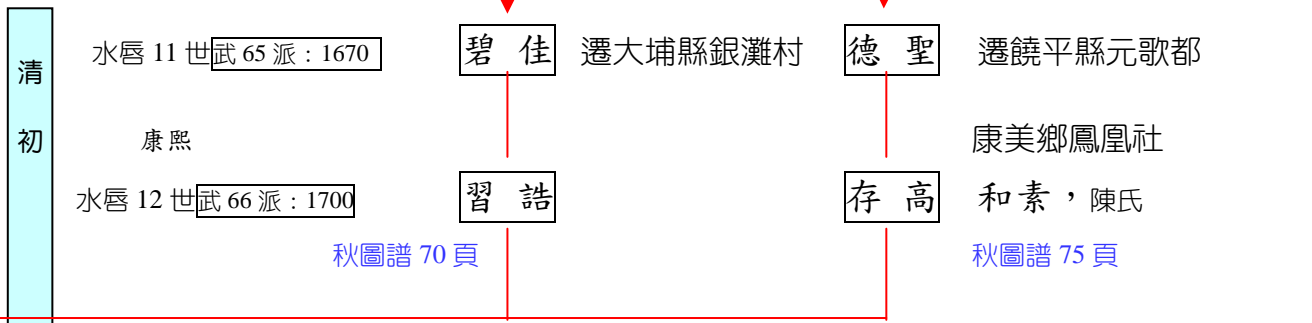 清初
水唇 11 世武 65 派：1670 碧 佳 遷大埔縣銀灘村 德 聖 遷饒平縣元歌都
康熙 康美鄉鳳凰社
水唇 12 世武 66 派：1700 習 誥 存 高 和素，陳氏
秋圖譜 70 頁 秋圖譜 75 頁